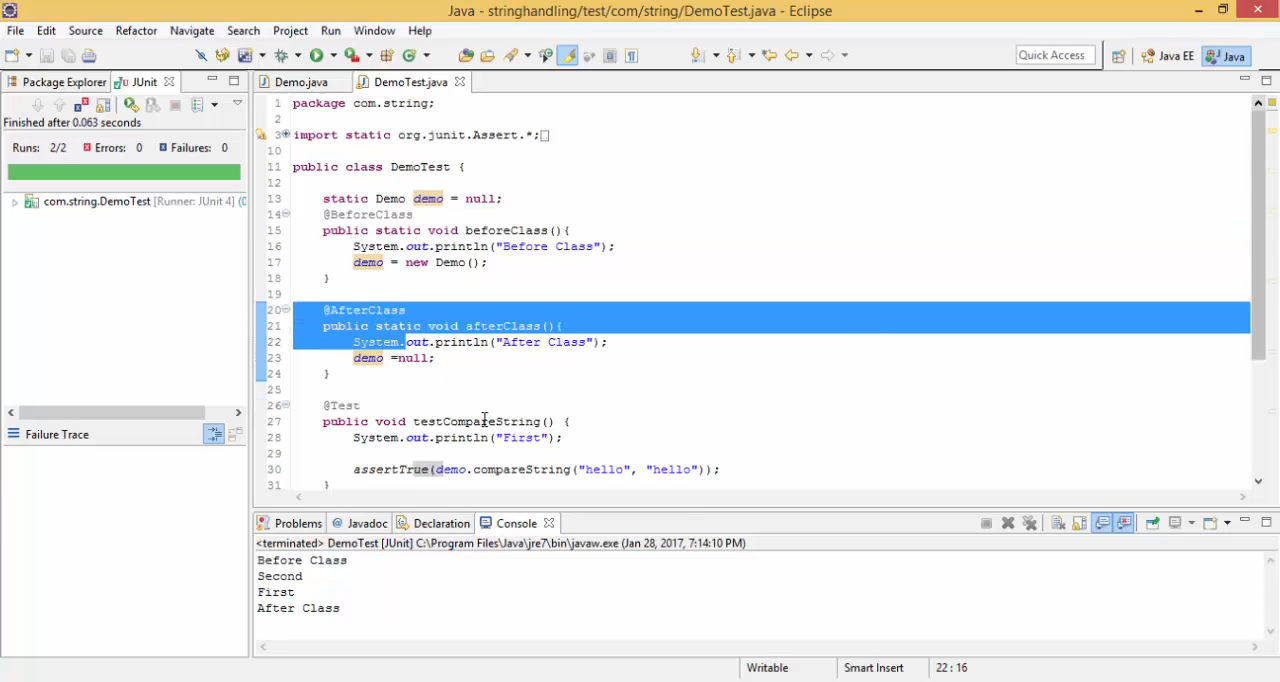 Java - stringhandling/test/com/string/DemoTest.java - Eclipse
File Edit Source Refactor Navigate Search Project Run Window Help
Quick Access Java EE Java
Package Explorer JUnit Demo.java DemoTest.java
Finished after 0.063 seconds
Runs: 2/2 Errors: 0 Failures: 0
com.string.DemoTest [Runner: JUnit 4] (0
Failure Trace
1 package com.string;
2
3 import static org.junit.Assert.*;
10
11 public class DemoTest {
12
13 static Demo demo = null;
14 @BeforeClass
15 public static void beforeClass(){
16 System.out.println("Before Class");
17 demo = new Demo();
18 }
19
20 @AfterClass
21 public static void afterClass(){
22 System.out.println("After Class");
23 demo =null;
24 }
25
26 @Test
27 public void testCompareString() {
28 System.out.println("First");
29
30 assertTrue(demo.compareString("hello", "hello"));
31 }
Problems @ Javadoc Declaration Console
<terminated> DemoTest [JUnit] C:\Program Files\Java\jre7\bin\javaw.exe (Jan 28, 2017, 7:14:10 PM)
Before Class
Second
First
After Class
Writable Smart Insert 22 : 16